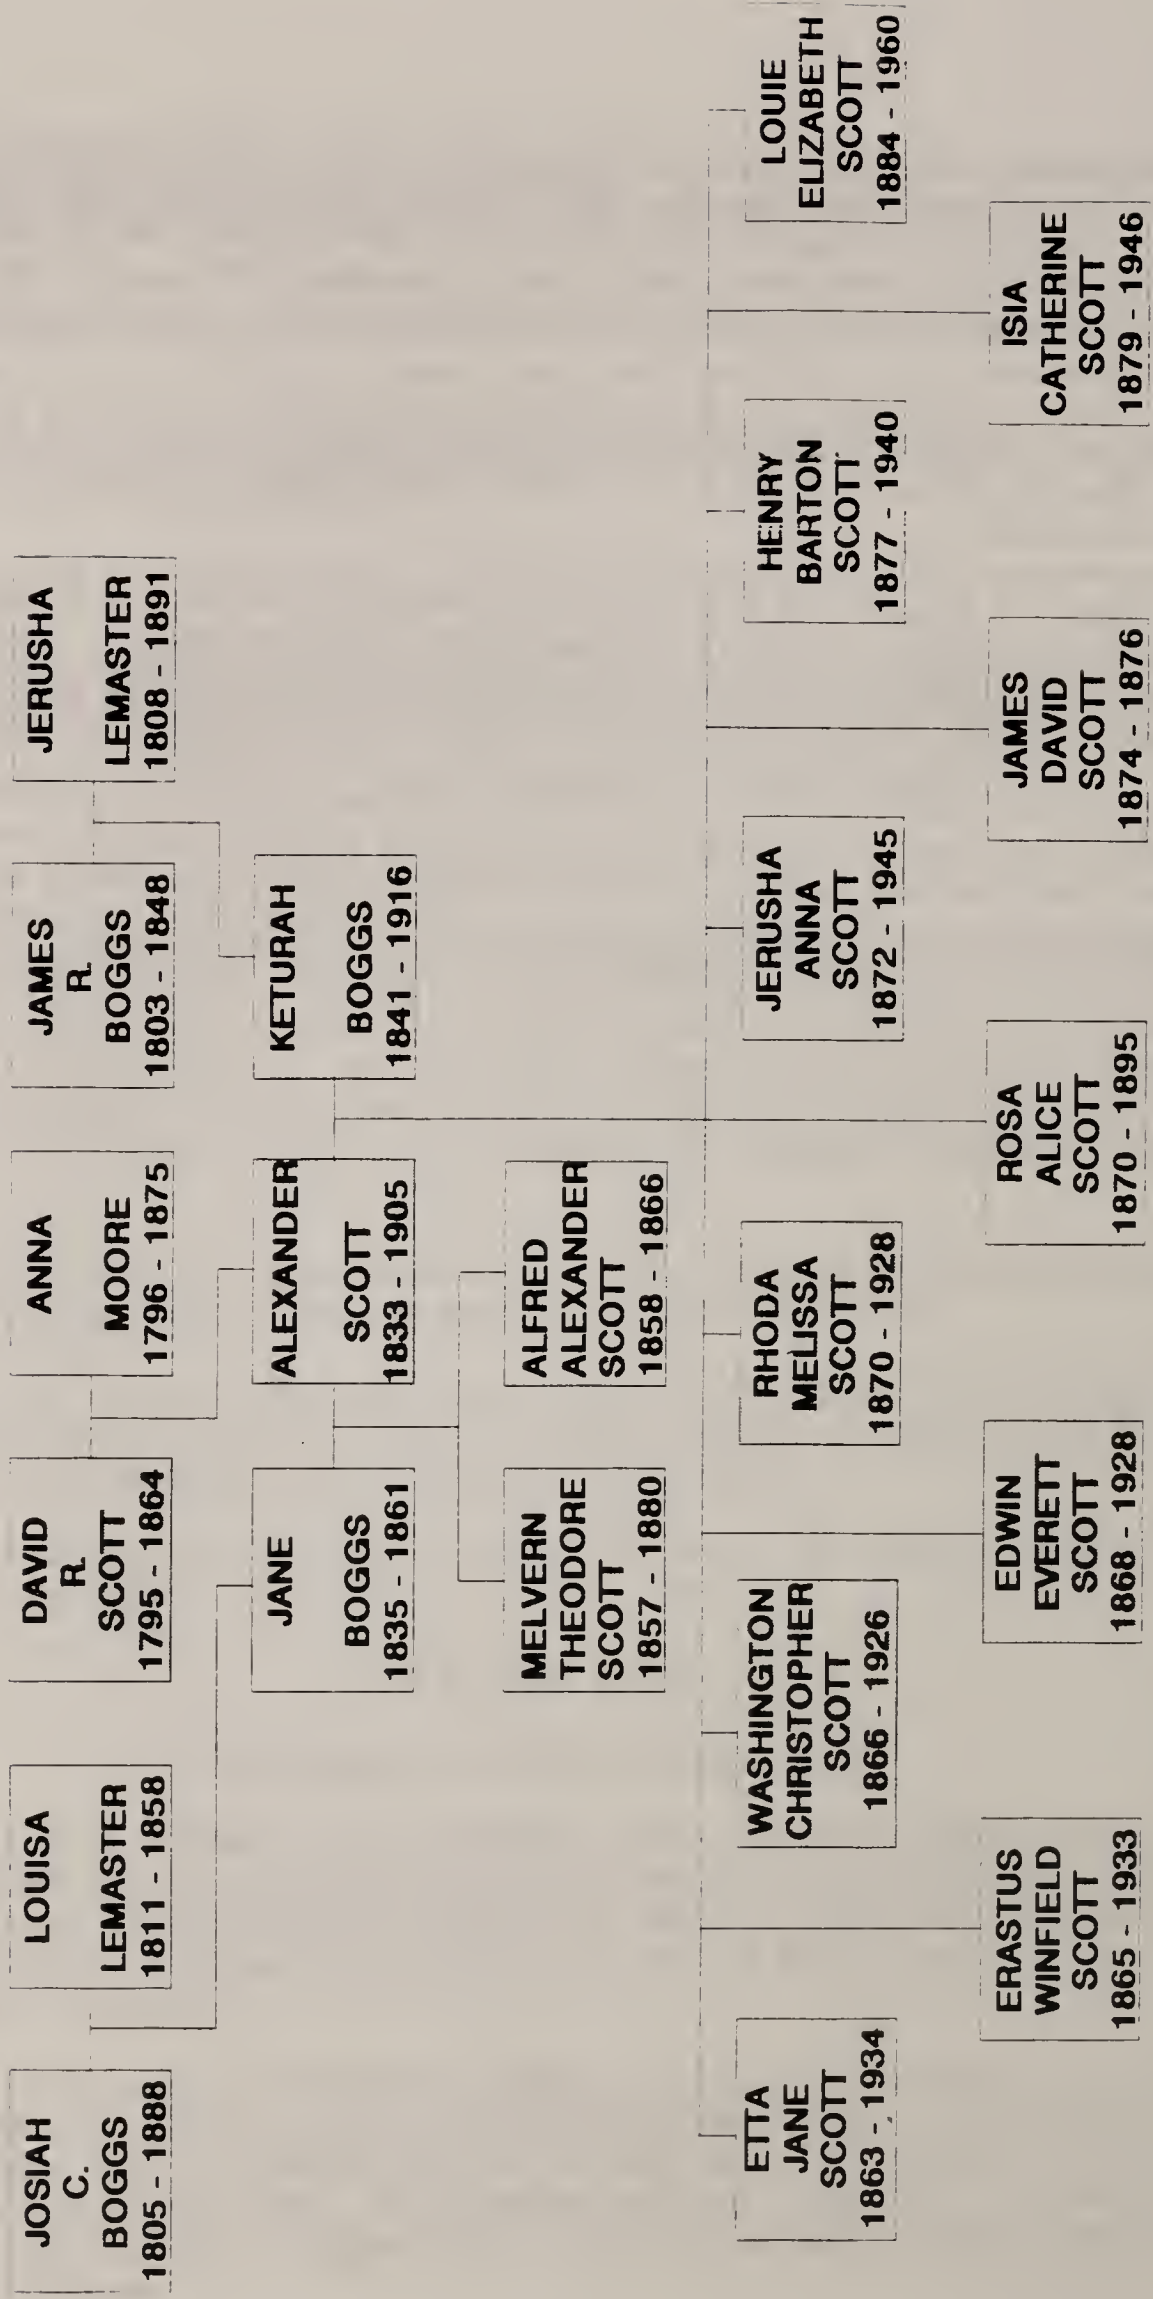 JOSIAH
C.
BOGGS
1805 - 1888
LOUISA
LEMASTER
1811 - 1858
DAVID
R.
SCOTT
1795 - 1864
ANNA
MOORE
1796 - 1875
JAMES
R.
BOGGS
1803 - 1848
JERUSHA
LEMASTER
1808 - 1891
JANE
BOGGS
1835 - 1861
ALEXANDER
SCOTT
1833 - 1905
KETURAH
BOGGS
1841 - 1916
MELVERN
THEODORE
SCOTT
1857 - 1880
ALFRED
ALEXANDER
SCOTT
1858 - 1866
ETTA
JANE
SCOTT
1863 - 1934
WASHINGTON
CHRISTOPHER
SCOTT
1866 - 1926
RHODA
MELISSA
SCOTT
1870 - 1928
JERUSHA
ANNA
SCOTT
1872 - 1945
HENRY
BARTON
SCOTT
1877 - 1940
LOUIE
ELIZABETH
SCOTT
1884 - 1960
ERASTUS
WINFIELD
SCOTT
1865 - 1933
EDWIN
EVERETT
SCOTT
1868 - 1928
ROSA
ALICE
SCOTT
1870 - 1895
JAMES
DAVID
SCOTT
1874 - 1876
ISIA
CATHERINE
SCOTT
1879 - 1946